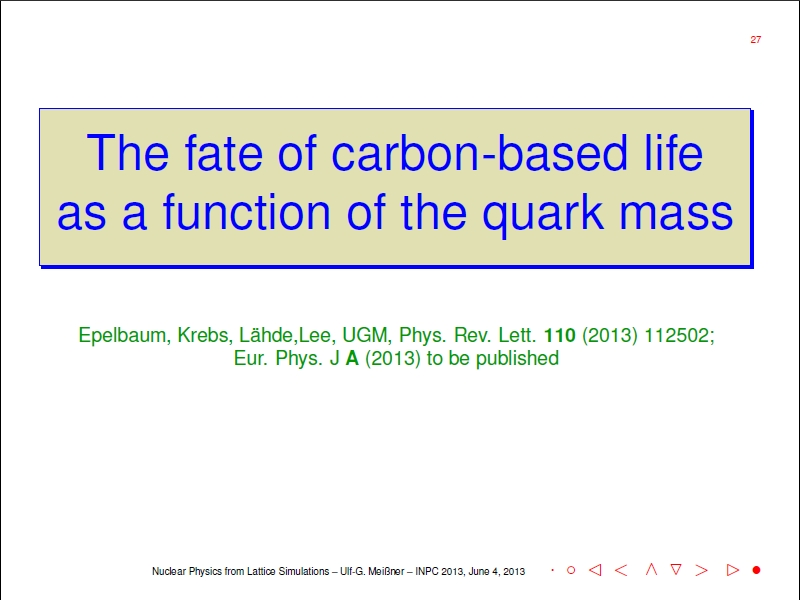 27
The fate of carbon-based life
as a function of the quark mass
Epelbaum, Krebs, Lähde,Lee, UGM, Phys. Rev. Lett. 110 (2013) 112502;
Eur. Phys. J A (2013) to be published
Nuclear Physics from Lattice Simulations – Ulf-G. Meißner – INPC 2013, June 4, 2013